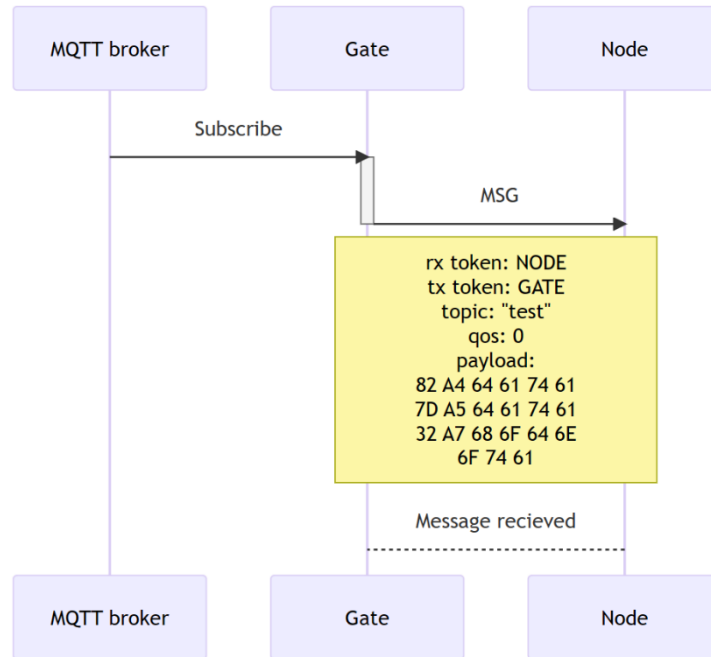 MQTT broker
Gate
Node
Subscribe
MSG
rx token: NODE
tx token: GATE
topic: "test"
qos: 0
payload:
82 A4 64 61 74 61
7D A5 64 61 74 61
32 A7 68 6F 64 6E
6F 74 61
Message recieved
MQTT broker
Gate
Node